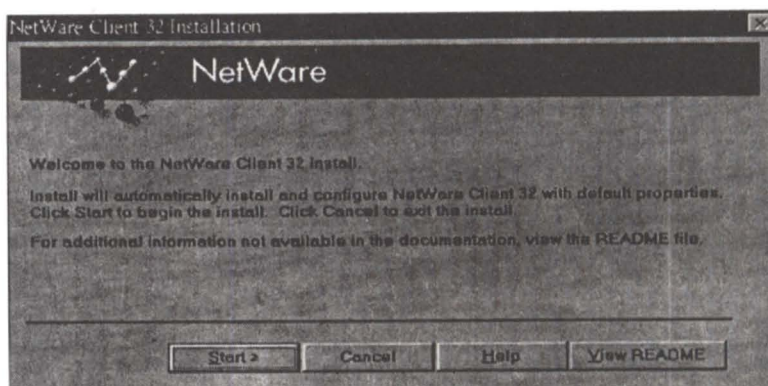 NetWare Client 32 Installation
NetWare
Welcome to the NetWare Client 32 Install.
Install will automatically install and configure NetWare Client 32 with default properties.
Click Start to begin the install. Click Cancel to exit the install.
For additional information not available in the documentation, view the README file.
Start > Cancel Help View README